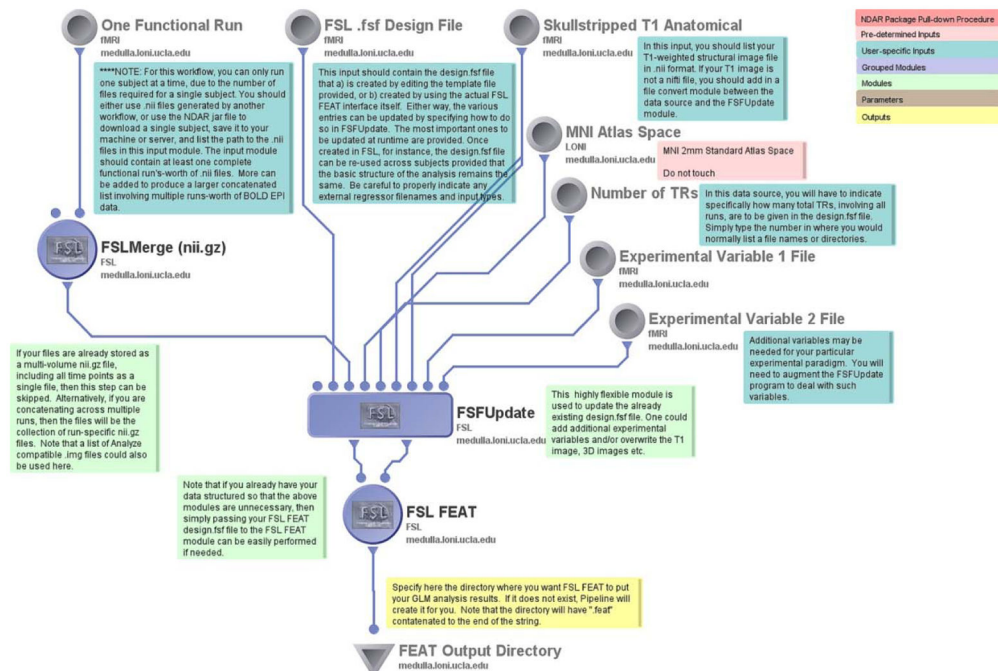 One Functional Run
fMRI
medulla.loni.ucla.edu
****NOTE: For this workflow, you can only run
one subject at a time, due to the number of
files required for a single subject. You should
either use .nii files generated by another
workflow, or use the NDAR jar file to
download a single subject, save it to your
machine or server, and list the path to the .nii
files in this input module. The input module
should contain at least one complete
functional run's-worth of .nii files. More can
be added to produce a larger concatenated
list involving multiple runs-worth of BOLD EPI
data.
FSL .fsf Design File
fMRI
medulla.loni.ucla.edu
This input should contain the design.fsf file
that a) is created by editing the template file
provided, or b) created by using the actual FSL
FEAT interface itself. Either way, the various
entries can be updated by specifying how to do
so in FSFUpdate. The most important ones to
be updated at runtime are provided. Once
created in FSL, for instance, the design.fsf file
can be re-used across subjects provided that
the basic structure of the analysis remains the
same. Be careful to properly indicate any
external regressor filenames and input types.
Skullstripped T1 Anatomical
fMRI
medulla.loni.ucla.edu
In this input, you should list your
T1-weighted structural image file
in .nii format. If your T1 image is
not a nifti file, you should add in a
file convert module between the
data source and the FSFUpdate
module.
NDAR Package Pull-down Procedure
Pre-determined Inputs
User-specific Inputs
Grouped Modules
Modules
Parameters
Outputs
MNI Atlas Space
LONI
medulla.loni.ucla.edu
MNI 2mm Standard Atlas Space
Do not touch
Number of TRs
fMRI
medulla.loni.ucla.edu
In this data source, you will have to indicate
specifically how many total TRs, involving all
runs, are to be given in the design.fsf file.
Simply type the number in where you would
normally list a file names or directories.
FSL
FSLMerge (nii.gz)
FSL
medulla.loni.ucla.edu
Experimental Variable 1 File
fMRI
medulla.loni.ucla.edu
Experimental Variable 2 File
fMRI
medulla.loni.ucla.edu
Additional variables may be
needed for your particular
experimental paradigm. You will
need to augment the FSFUpdate
program to deal with such
variables.
If your files are already stored as
a multi-volume nii.gz file,
including all time points as a
single file, then this step can be
skipped. Alternatively, if you are
concatenating across multiple
runs, then the files will be the
collection of run-specific nii.gz
files. Note that a list of Analyze
compatible .img files could also
be used here.
FSL
FSFUpdate
FSL
medulla.loni.ucla.edu
This highly flexible module is
used to update the already
existing design.fsf file. One could
add additional experimental
variables and/or overwrite the T1
image, 3D images etc.
Note that if you already have your
data structured so that the above
modules are unnecessary, then
simply passing your FSL FEAT
design.fsf file to the FSL FEAT
module can be easily performed
if needed.
FSL
FSL FEAT
FSL
medulla.loni.ucla.edu
Specify here the directory where you want FSL FEAT to put
your GLM analysis results. If it does not exist, Pipeline will
create it for you. Note that the directory will have ".feat"
contatenated to the end of the string.
FEAT Output Directory
medulla.loni.ucla.edu